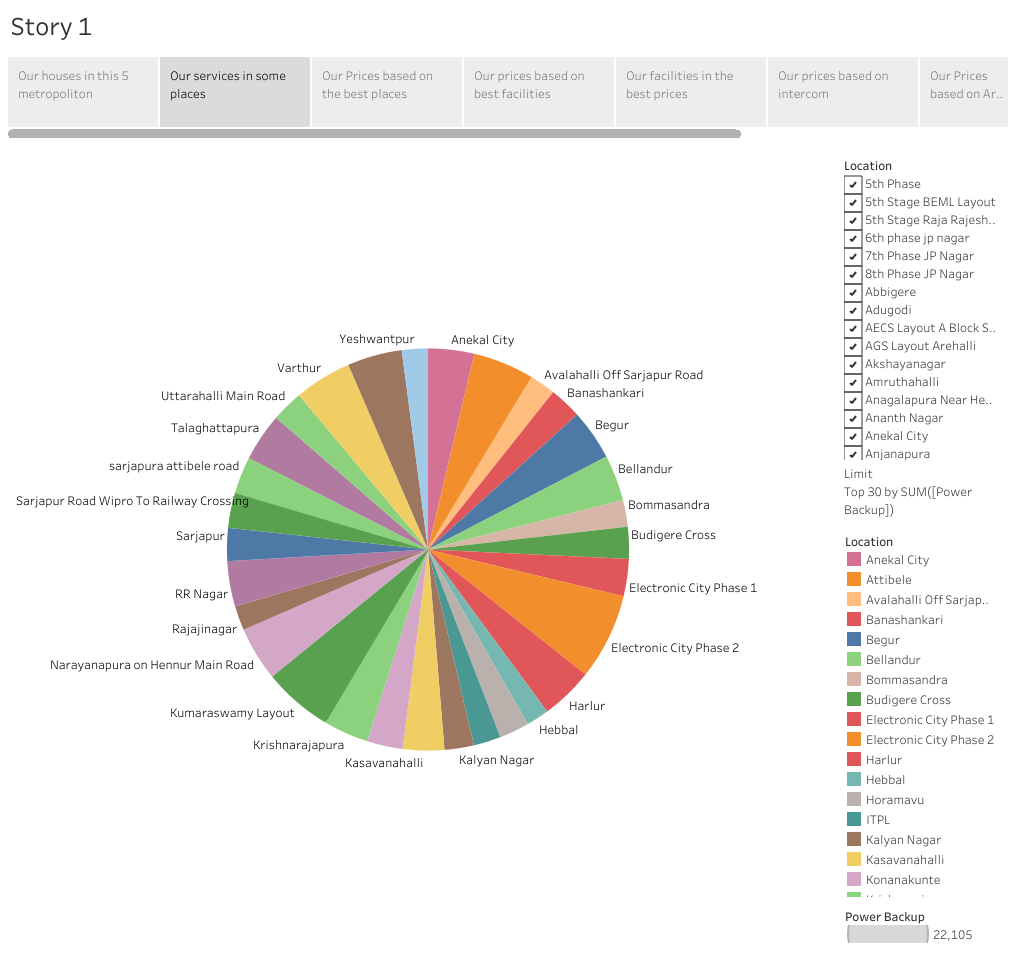 Story 1
Our houses in this 5
metropoliton
Our services in some
places
Our Prices based on
the best places
Our prices based on
best facilities
Our facilities in the
best prices
Our prices based on
intercom
Our Prices
based on Ar..
Yeshwantpur
Anekal City
Varthur
Avalahalli Off Sarjapur Road
Uttarahalli Main Road
Banashankari
Talaghattapura
Begur
sarjapura attibele road
Bellandur
Sarjapur Road Wipro To Railway Crossing
Bommasandra
Sarjapur
Budigere Cross
RR Nagar
Electronic City Phase 1
Rajajinagar
Electronic City Phase 2
Narayanapura on Hennur Main Road
Harlur
Kumaraswamy Layout
Hebbal
Krishnarajapura
Kasavanahalli
Kalyan Nagar
Location
5th Phase
5th Stage BEML Layout
5th Stage Raja Rajesh..
6th phase jp nagar
7th Phase JP Nagar
8th Phase JP Nagar
Abbigere
Adugodi
AECS Layout A Block S..
AGS Layout Arehalli
Akshayanagar
Amruthahalli
Anagalapura Near He..
Ananth Nagar
Anekal City
Anjanapura
Limit
Top 30 by SUM([Power
Backup])
Location
Anekal City
Attibele
Avalahalli Off Sarjap..
Banashankari
Begur
Bellandur
Bommasandra
Budigere Cross
Electronic City Phase 1
Electronic City Phase 2
Harlur
Hebbal
Horamavu
ITPL
Kalyan Nagar
Kasavanahalli
Konanakunte
Power Backup
22,105